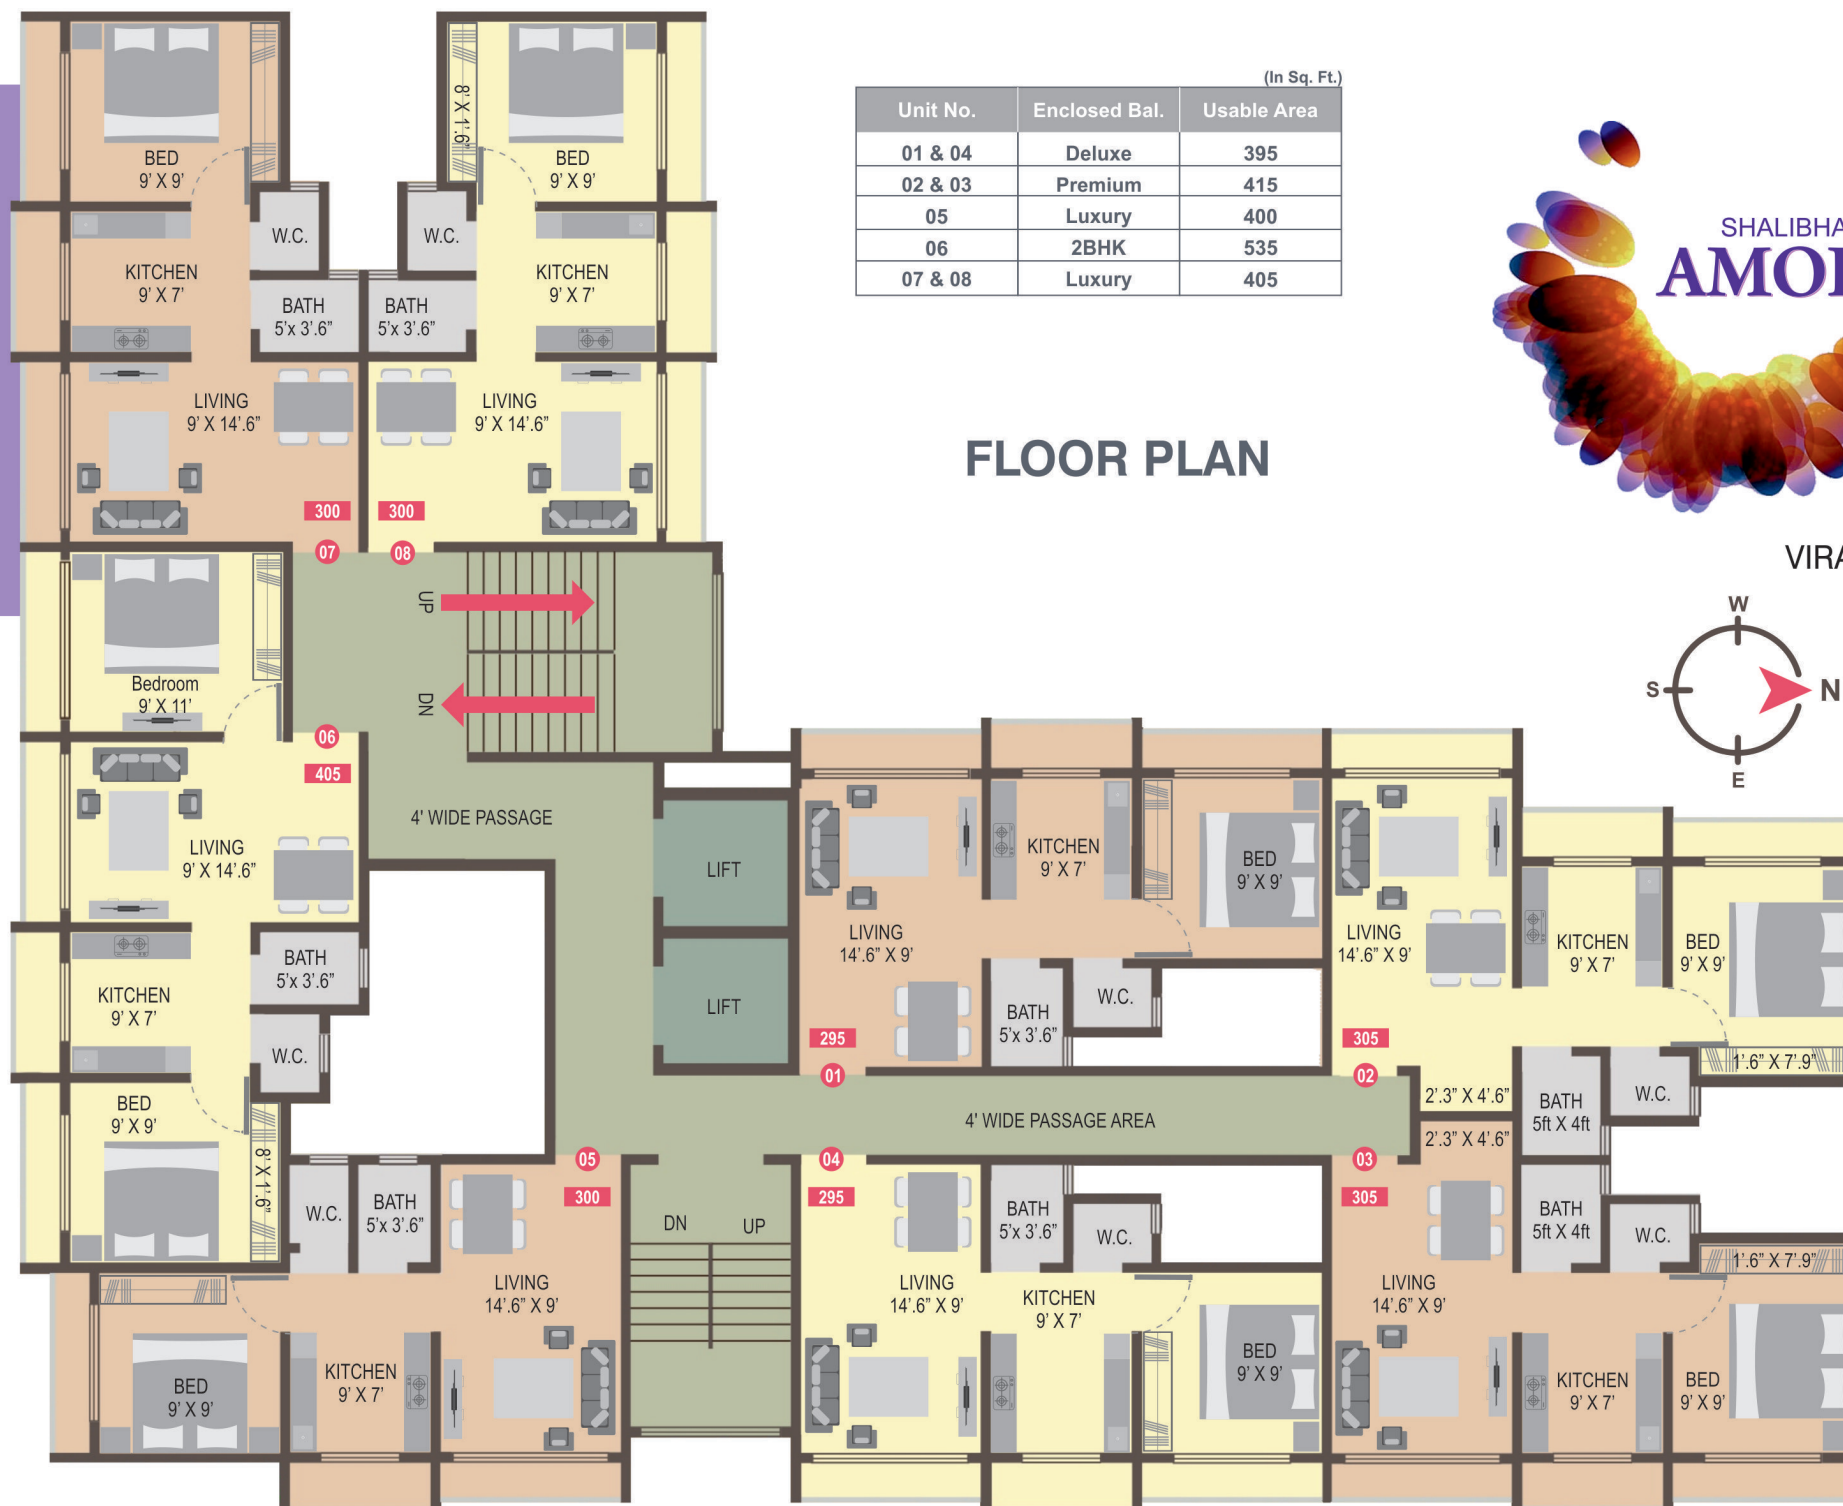 (In Sq. Ft.)
Unit No. Enclosed Bal. Usable Area
01 & 04 Deluxe 395
02 & 03 Premium 415
05 Luxury 400
06 2BHK 535
07 & 08 Luxury 405
FLOOR PLAN
SHALIBHA
AMO
VIRA
W
S
N
E
BED
9' X 9'
8' X 1'.6"
BED
9' X 9'
W.C.
W.C.
KITCHEN
9' X 7'
KITCHEN
9' X 7'
BATH
5'x 3'.6"
BATH
5'x 3'.6"
LIVING
9' X 14'.6"
LIVING
9' X 14'.6"
300
300
07
08
UP
DN
Bedroom
9' X 11'
06
405
4' WIDE PASSAGE
LIVING
9' X 14'.6"
BATH
5'x 3'.6"
KITCHEN
9' X 7'
W.C.
BED
9' X 9'
8' X 1'.6"
LIFT
LIFT
KITCHEN
9' X 7'
BED
9' X 9'
LIVING
14'.6" X 9'
BATH
5'x 3'.6"
W.C.
295
01
LIVING
14'.6" X 9'
KITCHEN
9' X 7'
BED
9' X 9'
305
02
1'.6" X 7'.9"
2'.3" X 4'.6"
BATH
5ft X 4ft
W.C.
4' WIDE PASSAGE AREA
2'.3" X 4'.6"
05
300
04
295
03
305
W.C.
BATH
5'x 3'.6"
LIVING
14'.6" X 9'
KITCHEN
9' X 7'
BED
9' X 9'
DN
UP
BATH
5'x 3'.6"
W.C.
LIVING
14'.6" X 9'
KITCHEN
9' X 7'
BED
9' X 9'
BATH
5ft X 4ft
W.C.
1'.6" X 7'.9"
LIVING
14'.6" X 9'
KITCHEN
9' X 7'
BED
9' X 9'